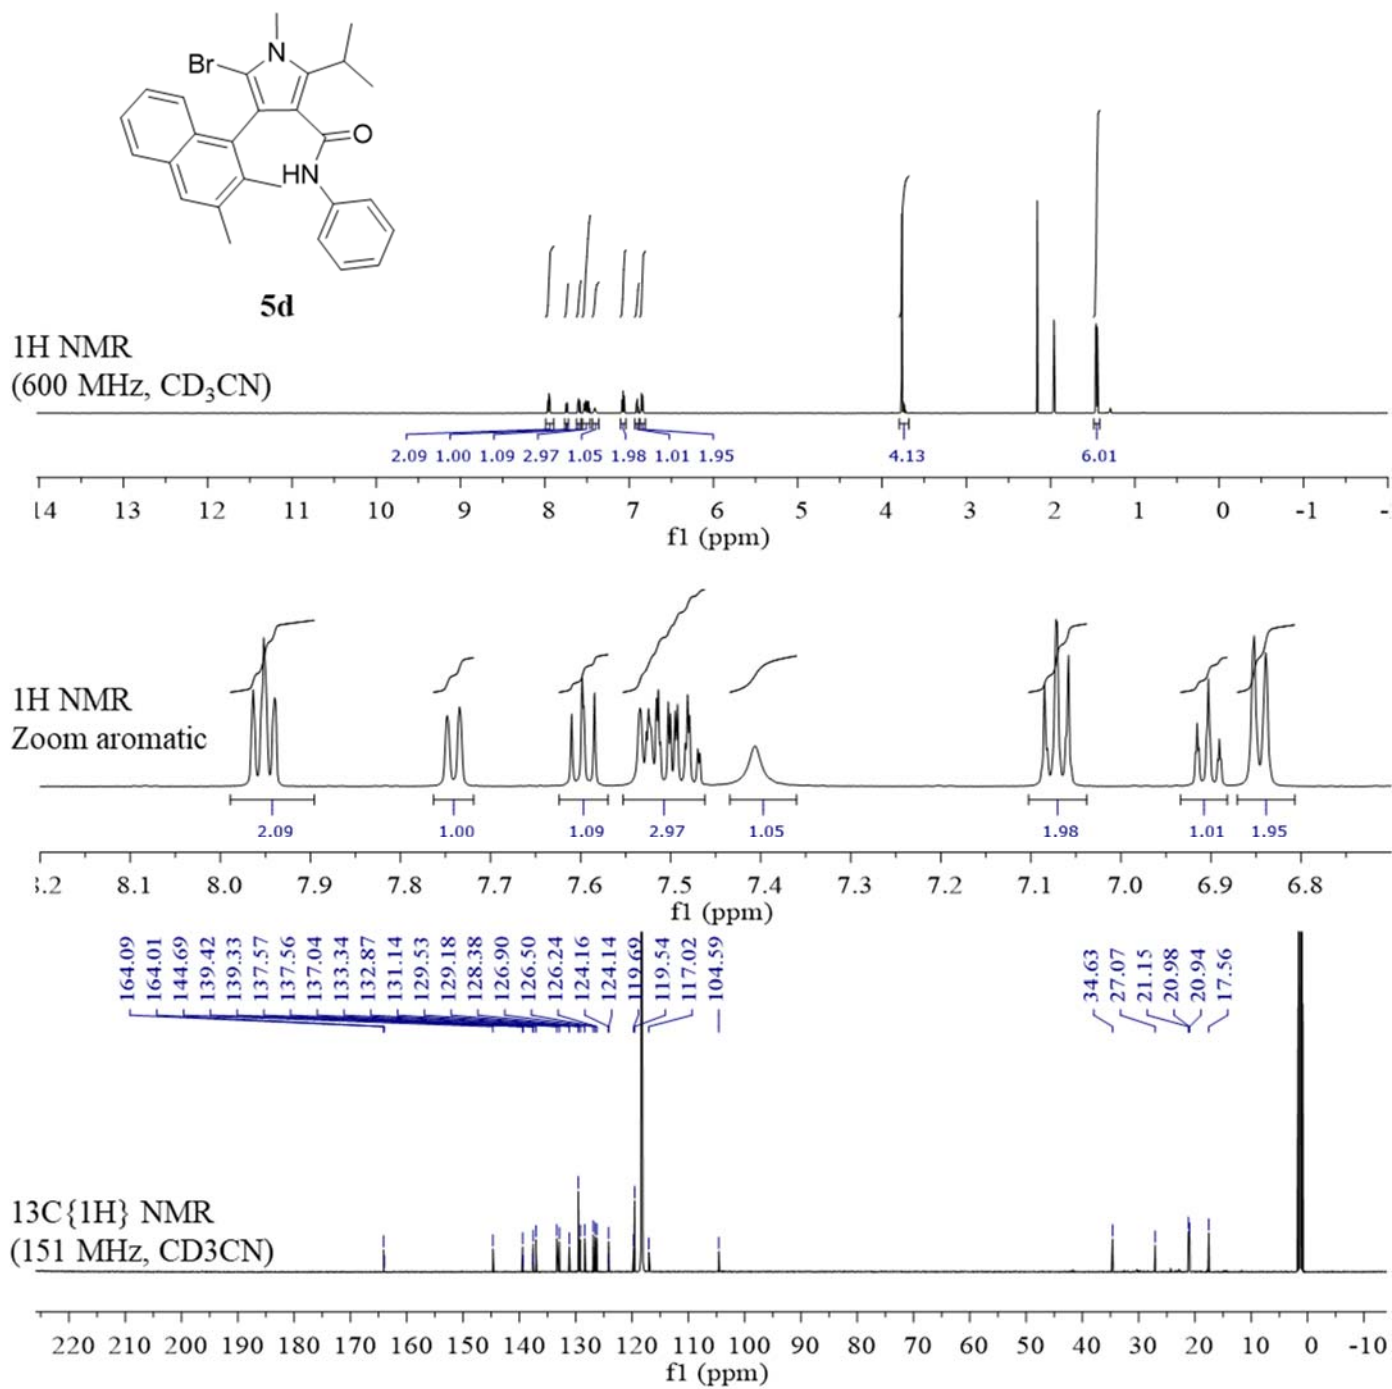 N
Br
O
HN
5d
1H NMR
(600 MHz, CD₃CN)
2.09 1.00 1.09 2.97 1.05 1.98 1.01 1.95 4.13 6.01
14 13 12 11 10 9 8 7 6 5 4 3 2 1 0 -1 -
f1 (ppm)
1H NMR
Zoom aromatic
2.09 1.00 1.09 2.97 1.05 1.98 1.01 1.95
8.1 8.0 7.9 7.8 7.7 7.6 7.5 7.4 7.3 7.2 7.1 7.0 6.9 6.8
f1 (ppm)
164.09
164.01
144.69
139.42
139.33
137.57
137.56
137.04
133.34
132.87
131.14
129.53
129.18
128.38
126.90
126.50
126.24
124.16
124.14
119.69
119.54
117.02
104.59
34.63
27.07
21.15
20.98
20.94
17.56
13C{1H} NMR
(151 MHz, CD3CN)
220 210 200 190 180 170 160 150 140 130 120 110 100 90 80 70 60 50 40 30 20 10 0 -10
f1 (ppm)